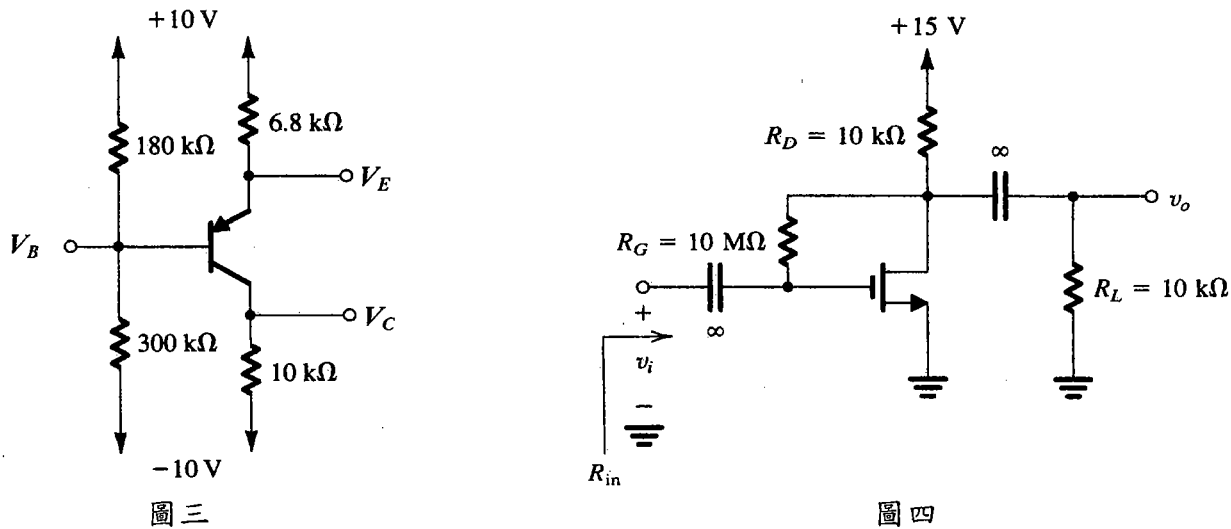 +10 V
6.8 kΩ
180 kΩ
V_E
V_B
V_C
300 kΩ
10 kΩ
−10 V
圖三
+15 V
R_D = 10 kΩ
∞
v_o
R_G = 10 MΩ
R_L = 10 kΩ
+
∞
v_i
−
R_in
圖四